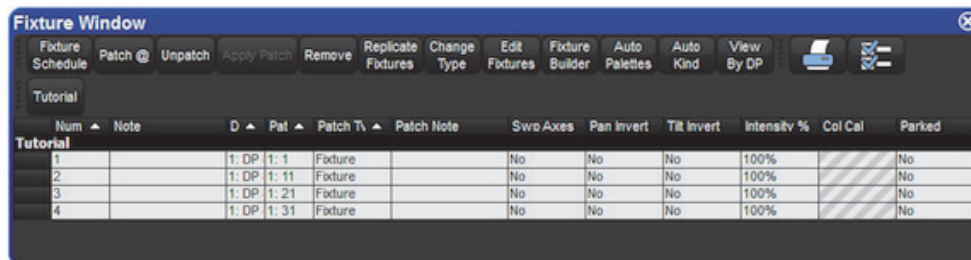 Fixture Window
Fixture Schedule Patch @ Unpatch Apply Patch Remove Replicate Fixtures Change Type Edit Fixtures Fixture Builder Auto Palettes Auto Kind View By DP
Tutorial
Num Note D Pat Patch Ty Patch Note Swp Axes Pan Invert Tilt Invert Intensity % Col Cal Parked
Tutorial
1 1: DP 1: 1 Fixture No No No 100% No
2 1: DP 1: 11 Fixture No No No 100% No
3 1: DP 1: 21 Fixture No No No 100% No
4 1: DP 1: 31 Fixture No No No 100% No